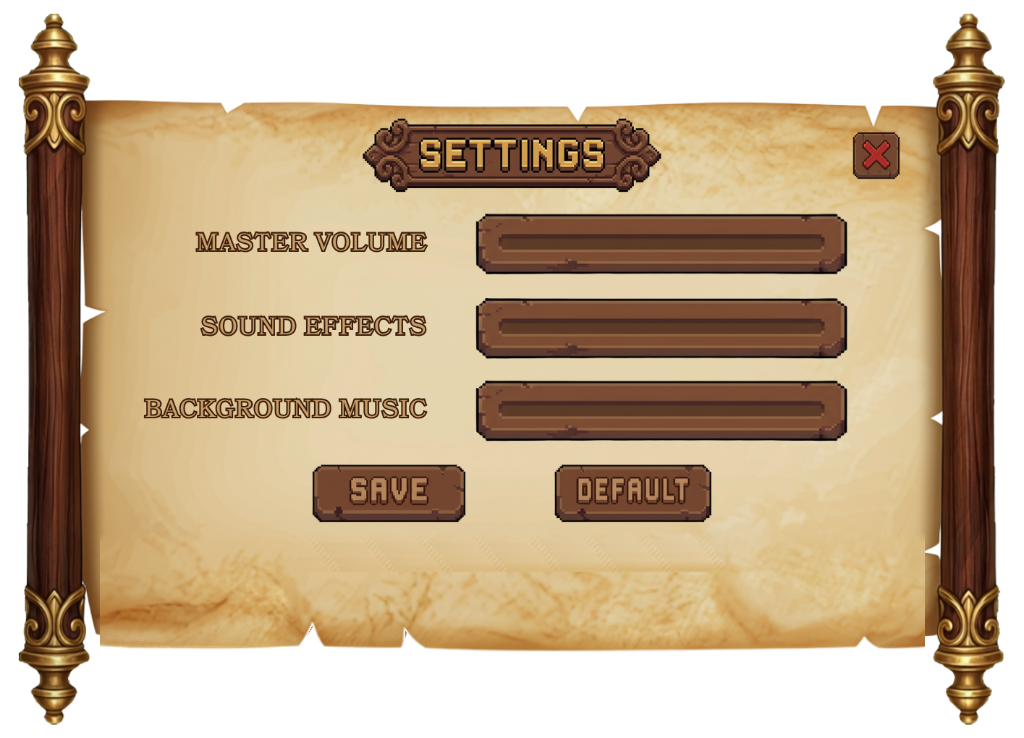 SETTINGS
MASTER VOLUME
SOUND EFFECTS
BACKGROUND MUSIC
SAVE DEFAULT